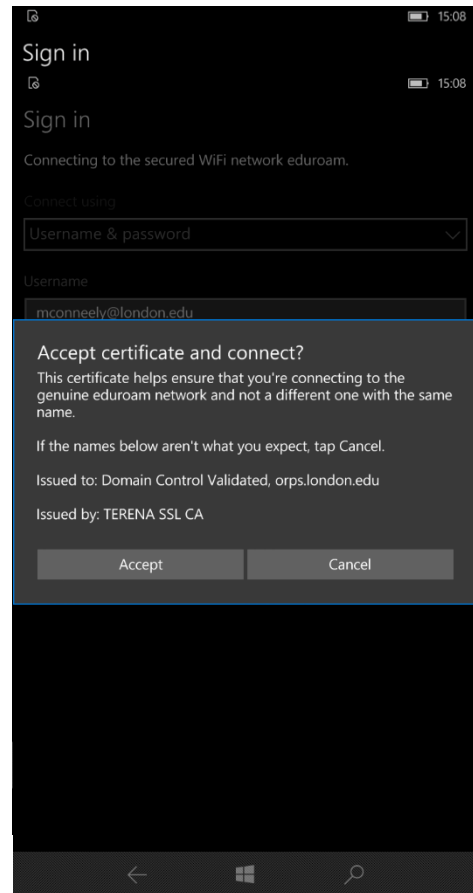 15:08
Sign in
15:08
Sign in
Connecting to the secured WiFi network eduroam.
Connect using
Username & password
Username
mconneely@london.edu
Accept certificate and connect?
This certificate helps ensure that you're connecting to the
genuine eduroam network and not a different one with the same
name.
If the names below aren't what you expect, tap Cancel.
Issued to: Domain Control Validated, orps.london.edu
Issued by: TERENA SSL CA
Accept
Cancel